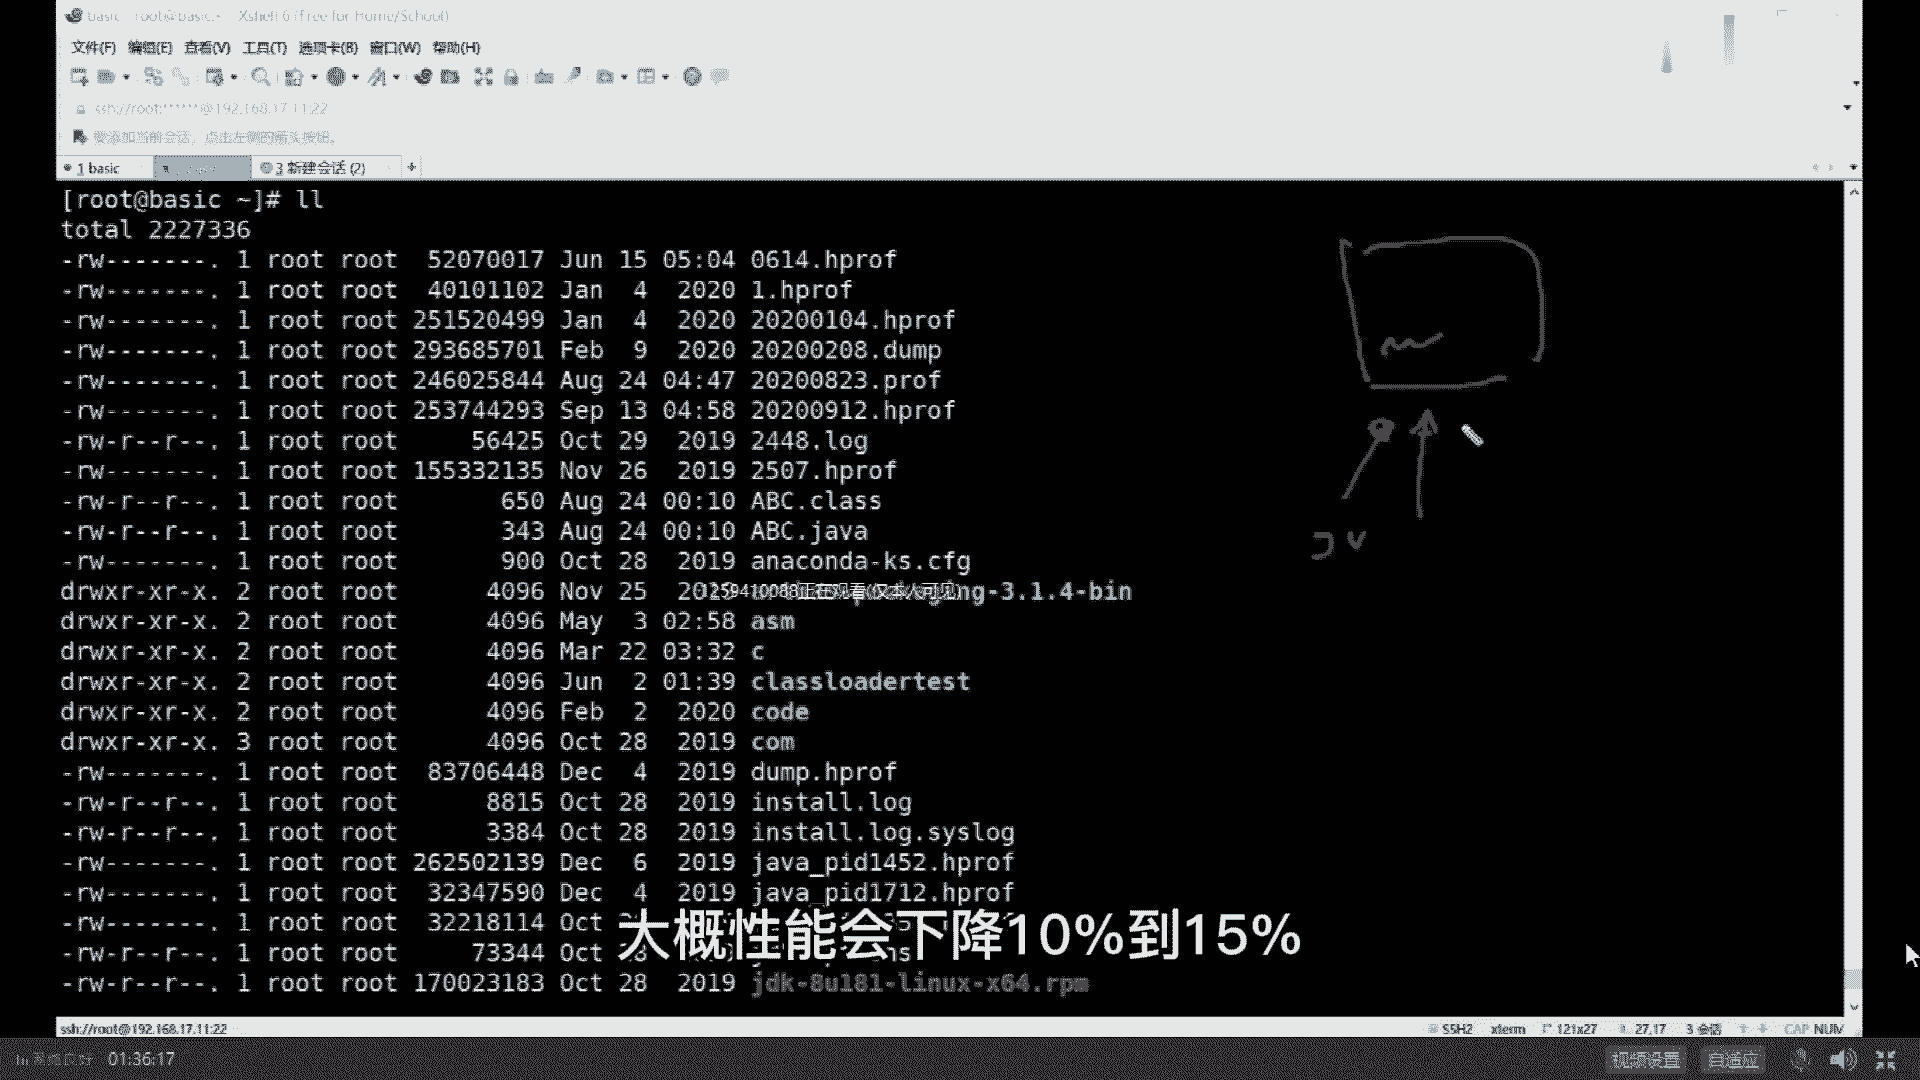 basic - root@basic:~ - Xshell 6 (Free for Home/School)
文件(F) 编辑(E) 查看(V) 工具(T) 选项卡(B) 窗口(W) 帮助(H)
ssh://root:******@192.168.17.11:22
要添加当前会话，点击左侧的箭头按钮。
1 basic 3 新建会话 (2) +
[root@basic ~]# ll
total 2227336
-rw-------. 1 root root 52070017 Jun 15 05:04 0614.hprof
-rw-------. 1 root root 40101102 Jan 4 2020 1.hprof
-rw-------. 1 root root 251520499 Jan 4 2020 20200104.hprof
-rw-------. 1 root root 293685701 Feb 9 2020 20200208.dump
-rw-------. 1 root root 246025844 Aug 24 04:47 20200823.prof
-rw-------. 1 root root 253744293 Sep 13 04:58 20200912.hprof
-rw-r--r--. 1 root root 56425 Oct 29 2019 2448.log
-rw-------. 1 root root 155332135 Nov 26 2019 2507.hprof
-rw-r--r--. 1 root root 650 Aug 24 00:10 ABC.class
-rw-r--r--. 1 root root 343 Aug 24 00:10 ABC.java
-rw-r--r--. 1 root root 900 Oct 28 2019 anaconda-ks.cfg
drwxr-xr-x. 2 root root 4096 Nov 25 -3.1.4-bin
1259410088正在观看(仅本人可见)
drwxr-xr-x. 2 root root 4096 May 3 02:58 asm
drwxr-xr-x. 2 root root 4096 Mar 22 03:32 c
drwxr-xr-x. 2 root root 4096 Jun 2 01:39 classloadertest
drwxr-xr-x. 2 root root 4096 Feb 2 2020 code
drwxr-xr-x. 3 root root 4096 Oct 28 2019 com
-rw-------. 1 root root 83706448 Dec 4 2019 dump.hprof
-rw-r--r--. 1 root root 8815 Oct 28 2019 install.log
-rw-r--r--. 1 root root 3384 Oct 28 2019 install.log.syslog
-rw-------. 1 root root 262502139 Dec 6 2019 java_pid1452.hprof
-rw-------. 1 root root 32347590 Dec 4 2019 java_pid1712.hprof
-rw-------. 1 root root 32218114 Oct
-rw-r--r--. 1 root root 73344 Oct
-rw-r--r--. 1 root root 170023183 Oct 28 2019 jdk-8u181-linux-x64.rpm
JV
大概性能会下降10%到15%
ssh://root@192.168.17.11:22 SSH2 xterm 121x27 27,17 3 会话 CAP NUM
01:36:17 视频设置 自适应